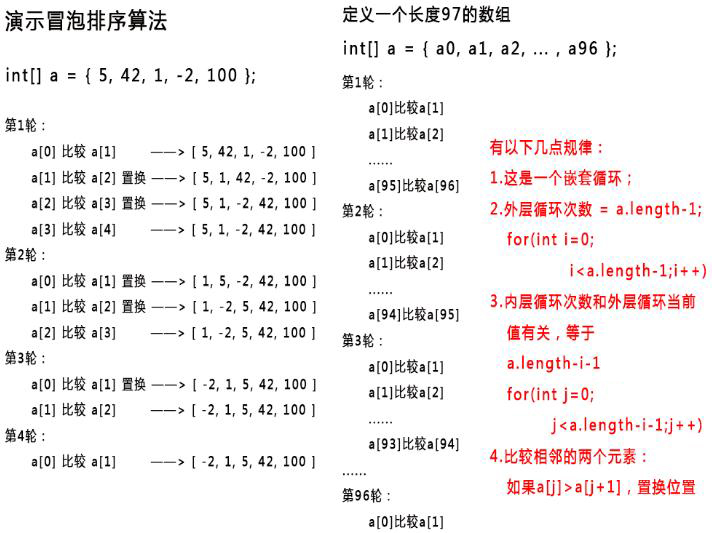 演示冒泡排序算法
int[] a = { 5, 42, 1, -2, 100 };
第1轮：
a[0] 比较 a[1] ——> [ 5, 42, 1, -2, 100 ]
a[1] 比较 a[2] 置换 ——> [ 5, 1, 42, -2, 100 ]
a[2] 比较 a[3] 置换 ——> [ 5, 1, -2, 42, 100 ]
a[3] 比较 a[4] ——> [ 5, 1, -2, 42, 100 ]
第2轮：
a[0] 比较 a[1] 置换 ——> [ 1, 5, -2, 42, 100 ]
a[1] 比较 a[2] 置换 ——> [ 1, -2, 5, 42, 100 ]
a[2] 比较 a[3] ——> [ 1, -2, 5, 42, 100 ]
第3轮：
a[0] 比较 a[1] 置换 ——> [ -2, 1, 5, 42, 100 ]
a[1] 比较 a[2] ——> [ -2, 1, 5, 42, 100 ]
第4轮：
a[0] 比较 a[1] ——> [ -2, 1, 5, 42, 100 ]
定义一个长度97的数组
int[] a = { a0, a1, a2, ... , a96 };
第1轮：
a[0]比较a[1]
a[1]比较a[2]
......
a[95]比较a[96]
第2轮：
a[0]比较a[1]
a[1]比较a[2]
......
a[94]比较a[95]
第3轮：
a[0]比较a[1]
a[1]比较a[2]
......
a[93]比较a[94]
......
第96轮：
a[0]比较a[1]
有以下几点规律：
1.这是一个嵌套循环；
2.外层循环次数 = a.length-1;
for(int i=0;
i<a.length-1;i++)
3.内层循环次数和外层循环当前
值有关，等于
a.length-i-1
for(int j=0;
j<a.length-i-1;j++)
4.比较相邻的两个元素：
如果a[j]>a[j+1]，置换位置